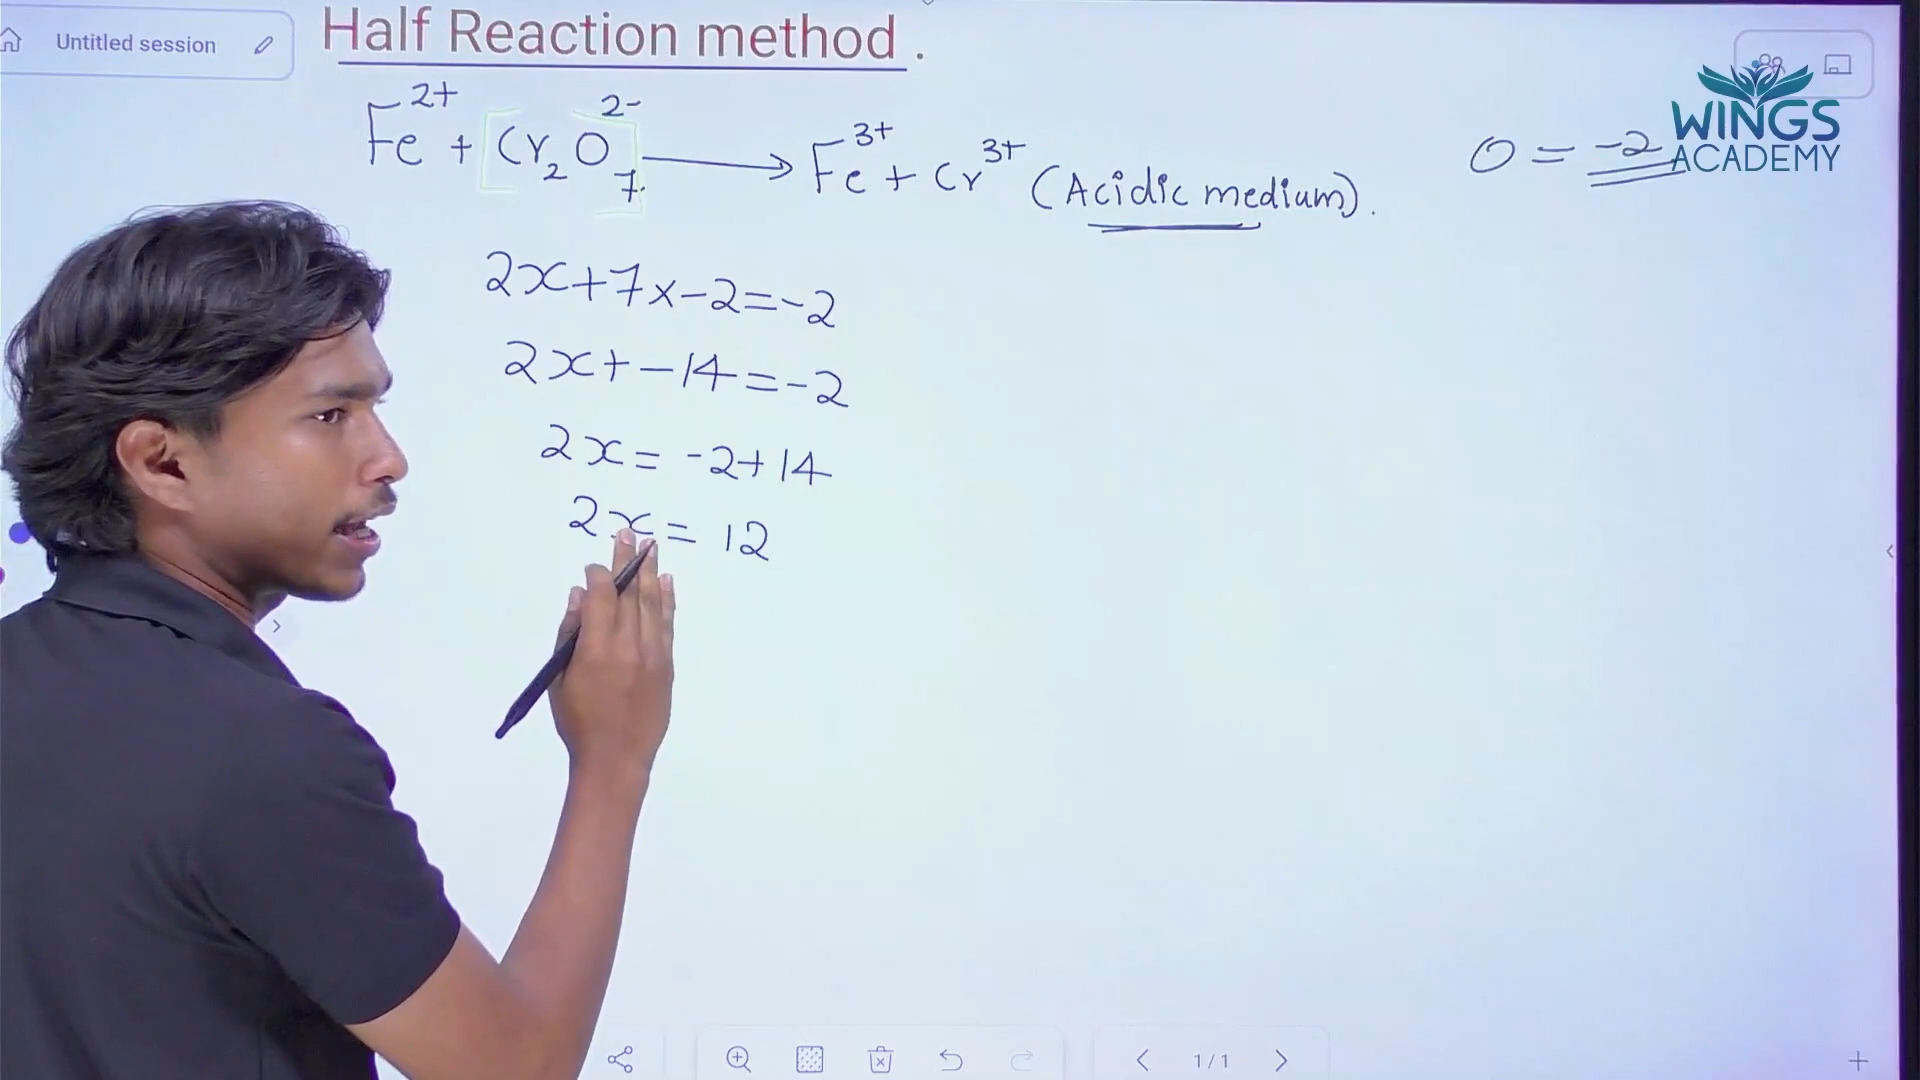 Untitled session
Half Reaction method .
Fe²⁺ + [Cr₂O₇]²⁻ ⟶ Fe³⁺ + Cr³⁺ (Acidic medium).
O = -2
WINGS
ACADEMY
2x+7x-2=-2
2x+-14=-2
2x= -2+14
2x= 12
1/1